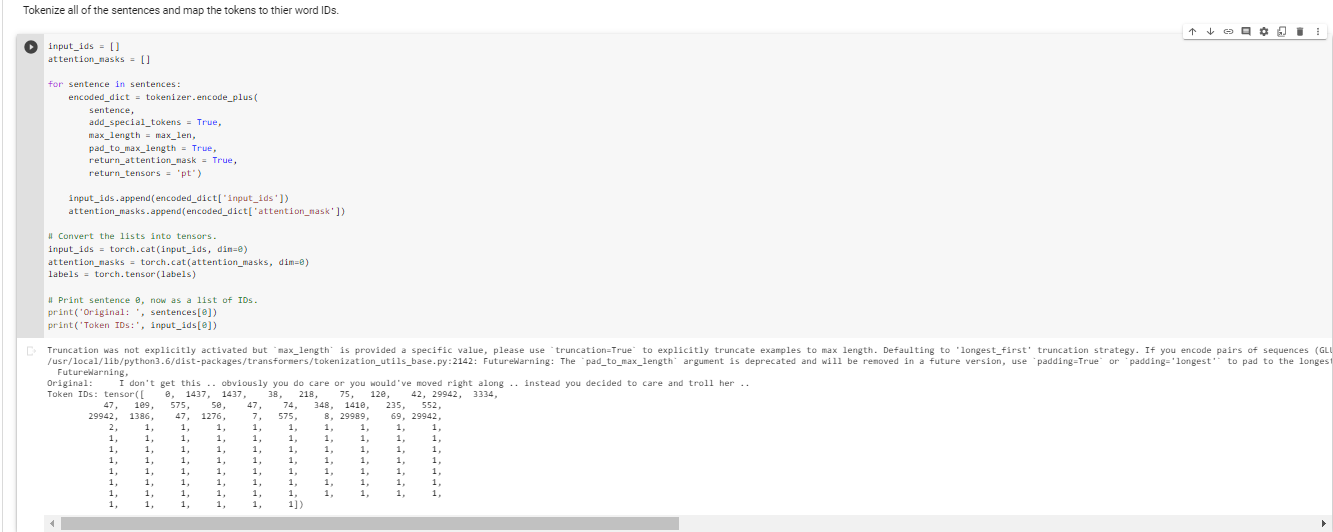 Tokenize all of the sentences and map the tokens to thier word IDs.
input_ids = []
attention_masks = []
for sentence in sentences:
encoded_dict = tokenizer.encode_plus(
sentence,
add_special_tokens = True,
max_length = max_len,
pad_to_max_length = True,
return_attention_mask = True,
return_tensors = 'pt')
input_ids.append(encoded_dict['input_ids'])
attention_masks.append(encoded_dict['attention_mask'])
# Convert the lists into tensors.
input_ids = torch.cat(input_ids, dim=0)
attention_masks = torch.cat(attention_masks, dim=0)
labels = torch.tensor(labels)
# Print sentence 0, now as a list of IDs.
print('Original: ', sentences[0])
print('Token IDs:', input_ids[0])
Truncation was not explicitly activated but `max_length` is provided a specific value, please use `truncation=True` to explicitly truncate examples to max length. Defaulting to 'longest_first' truncation strategy. If you encode pairs of sequences (GLU
/usr/local/lib/python3.6/dist-packages/transformers/tokenization_utils_base.py:2142: FutureWarning: The `pad_to_max_length` argument is deprecated and will be removed in a future version, use `padding=True` or `padding='longest'` to pad to the longest
FutureWarning,
Original: I don't get this .. obviously you do care or you would've moved right along .. instead you decided to care and troll her ..
Token IDs: tensor([ 0, 1437, 1437, 38, 218, 75, 120, 42, 29942, 3334,
47, 109, 575, 50, 47, 74, 348, 1410, 235, 552,
29942, 1386, 47, 1276, 7, 575, 8, 29989, 69, 29942,
2, 1, 1, 1, 1, 1, 1, 1, 1, 1,
1, 1, 1, 1, 1, 1, 1, 1, 1, 1,
1, 1, 1, 1, 1, 1, 1, 1, 1, 1,
1, 1, 1, 1, 1, 1, 1, 1, 1, 1,
1, 1, 1, 1, 1, 1, 1, 1, 1, 1,
1, 1, 1, 1, 1, 1, 1, 1, 1, 1,
1, 1, 1, 1, 1, 1, 1, 1, 1, 1,
1, 1, 1, 1, 1, 1])